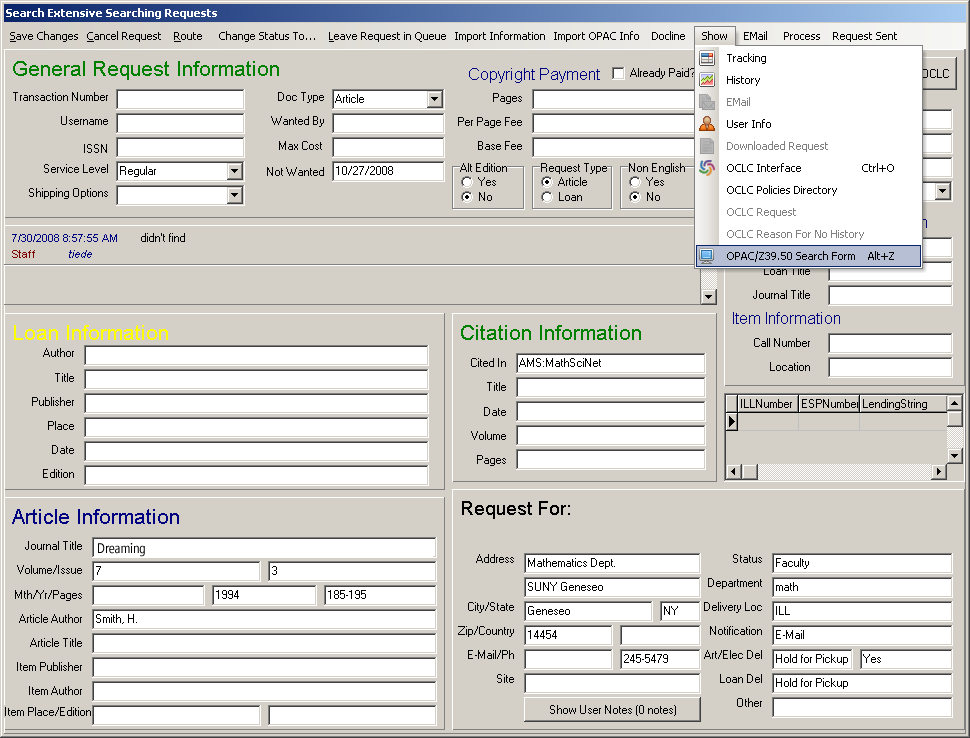 Search Extensive Searching Requests
Save Changes Cancel Request Route Change Status To... Leave Request in Queue Import Information Import OPAC Info Docline Show EMail Process Request Sent
General Request Information
Transaction Number
Username
ISSN
Service Level Regular
Shipping Options
Doc Type Article
Wanted By
Max Cost
Not Wanted 10/27/2008
Copyright Payment Already Paid?
Pages
Per Page Fee
Base Fee
Alt Edition
Yes
No
Request Type
Article
Loan
Non English
Yes
No
Tracking
History
EMail
User Info
Downloaded Request
OCLC Interface Ctrl+O
OCLC Policies Directory
OCLC Request
OCLC Reason For No History
OPAC/Z39.50 Search Form Alt+Z
OCLC
7/30/2008 8:57:55 AM didn't find
Staff tiede
Loan Title
Journal Title
Item Information
Call Number
Location
ILLNumber ESPNumber LendingString
Loan Information
Author
Title
Publisher
Place
Date
Edition
Citation Information
Cited In AMS:MathSciNet
Title
Date
Volume
Pages
Article Information
Journal Title Dreaming
Volume/Issue 7 3
Mth/Yr/Pages 1994 185-195
Article Author Smith, H.
Article Title
Item Publisher
Item Author
Item Place/Edition
Request For:
Address Mathematics Dept.
SUNY Geneseo
City/State Geneseo NY
Zip/Country 14454
E-Mail/Ph 245-5479
Site
Show User Notes (0 notes)
Status Faculty
Department math
Delivery Loc ILL
Notification E-Mail
Art/Elec Del Hold for Pickup Yes
Loan Del Hold for Pickup
Other